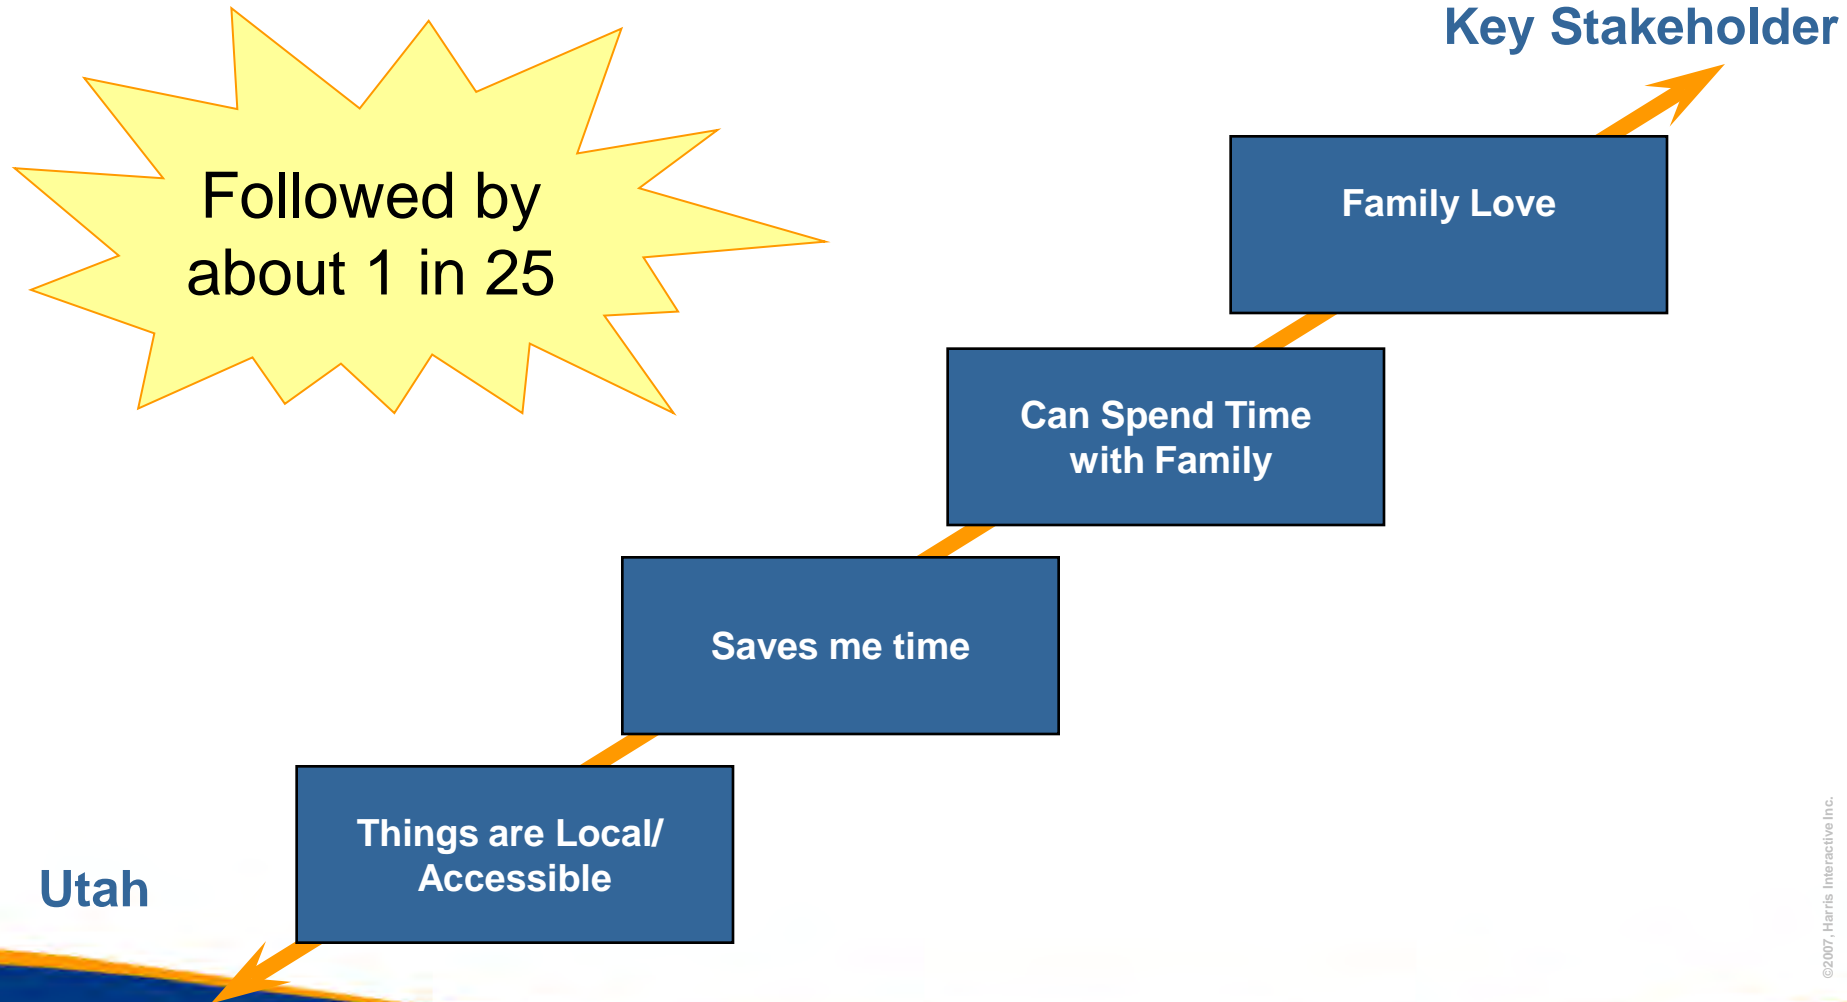 Key Stakeholder
Followed by
about 1 in 25
Family Love
Can Spend Time
with Family
Saves me time
Things are Local/
Accessible
Utah
©2007, Harris Interactive Inc.